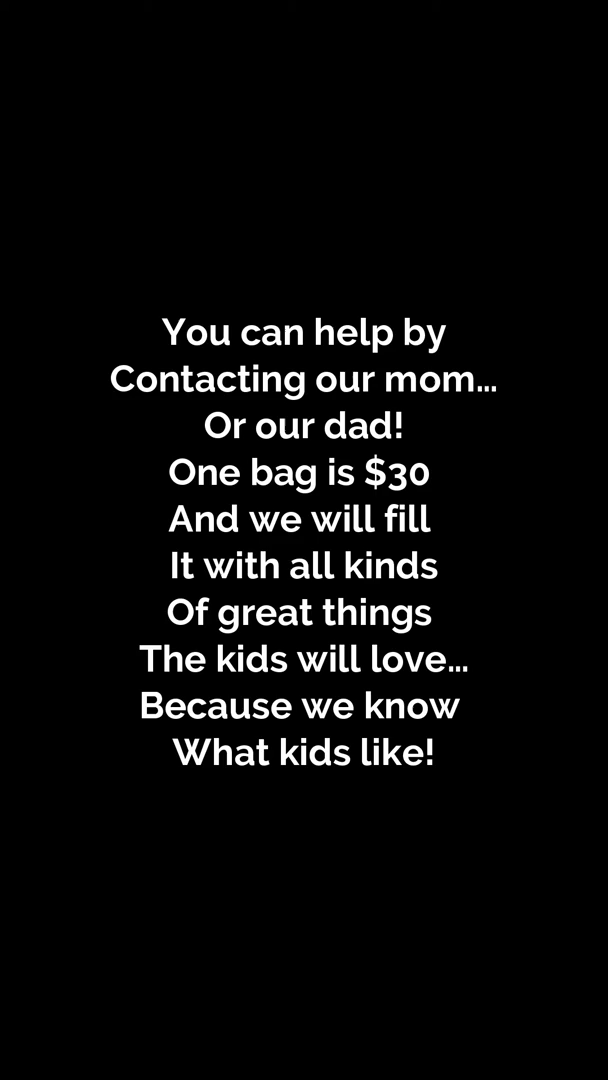 You can help by
Contacting our mom...
Or our dad!
One bag is $30
And we will fill
It with all kinds
Of great things
The kids will love...
Because we know
What kids like!